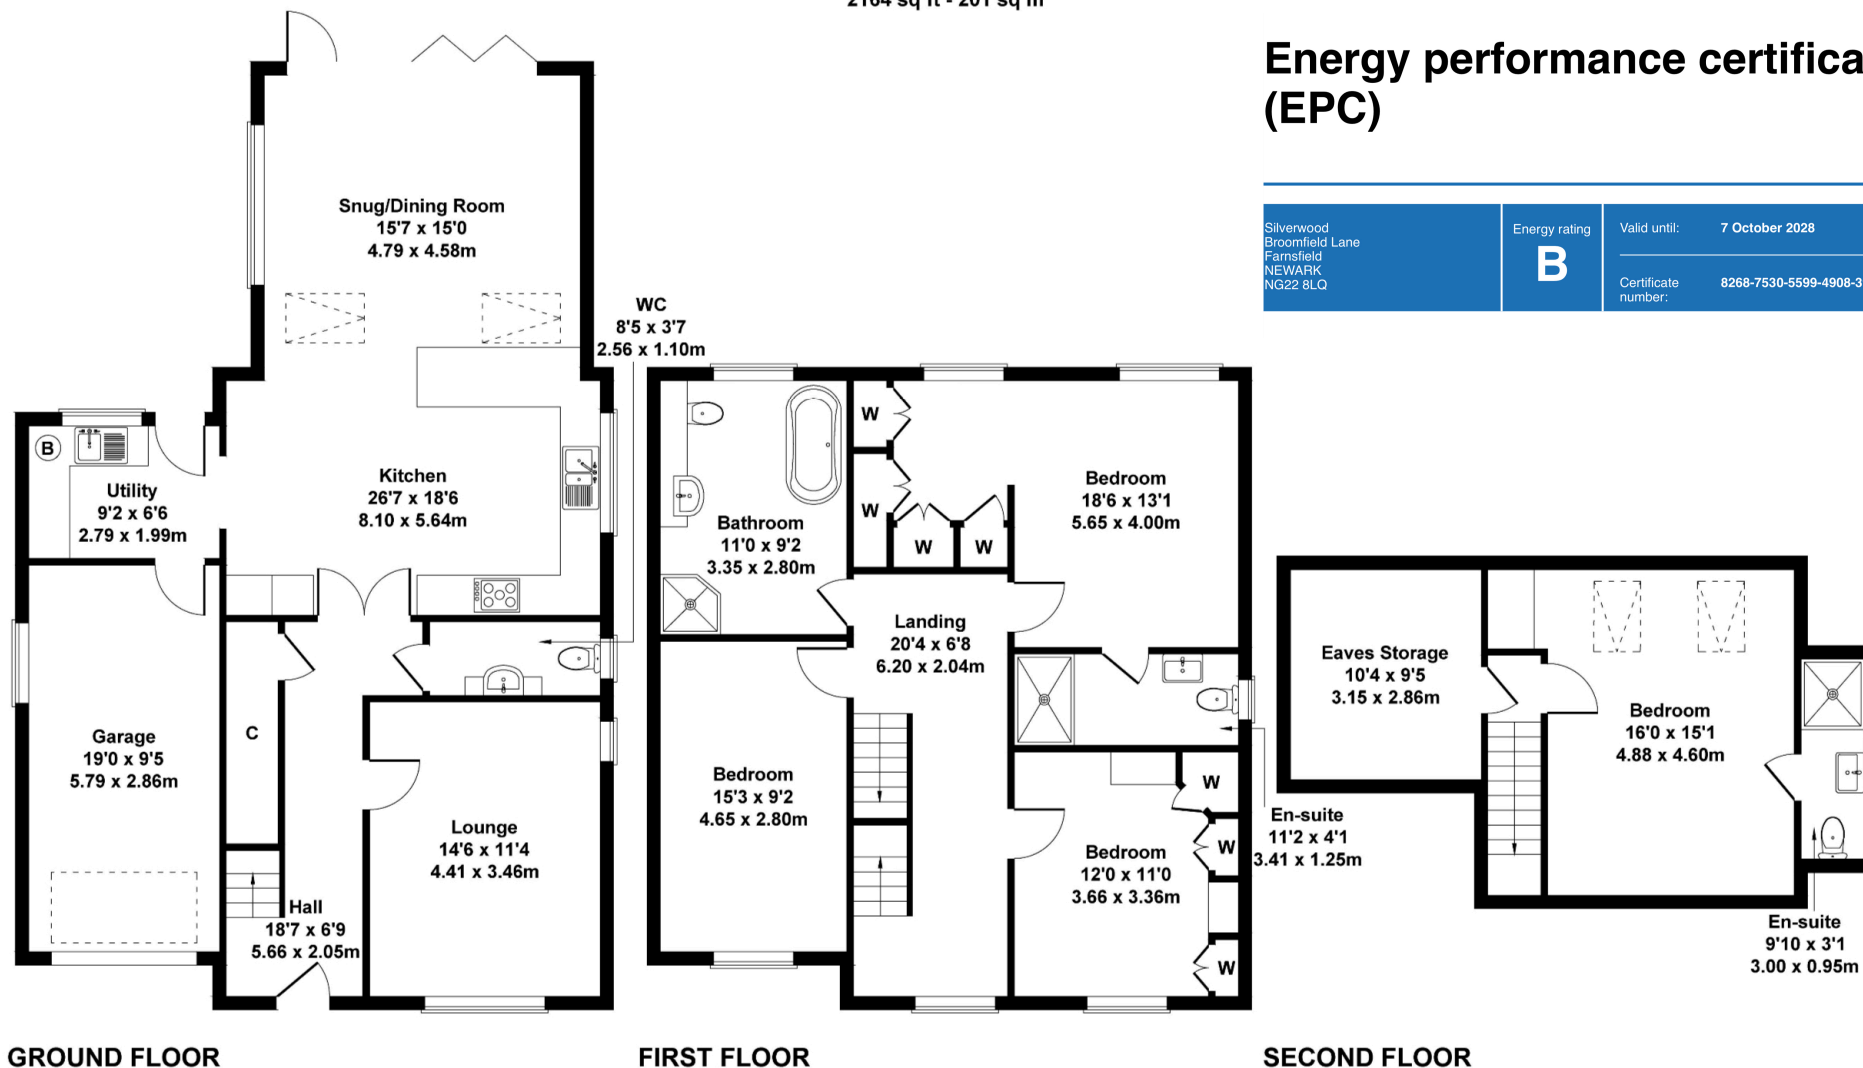 2164 sq ft - 201 sq m
Energy performance certifica
(EPC)
Silverwood
Broomfield Lane
Farnsfield
NEWARK
NG22 8LQ
Energy rating
B
Valid until:
7 October 2028
Certificate
number:
8268-7530-5599-4908-3
Snug/Dining Room
15'7 x 15'0
4.79 x 4.58m
WC
8'5 x 3'7
2.56 x 1.10m
B
Utility
9'2 x 6'6
2.79 x 1.99m
Kitchen
26'7 x 18'6
8.10 x 5.64m
Garage
19'0 x 9'5
5.79 x 2.86m
C
Lounge
14'6 x 11'4
4.41 x 3.46m
Hall
18'7 x 6'9
5.66 x 2.05m
GROUND FLOOR
W
W
W
W
Bathroom
11'0 x 9'2
3.35 x 2.80m
Bedroom
18'6 x 13'1
5.65 x 4.00m
Landing
20'4 x 6'8
6.20 x 2.04m
Bedroom
15'3 x 9'2
4.65 x 2.80m
Bedroom
12'0 x 11'0
3.66 x 3.36m
W
W
W
En-suite
11'2 x 4'1
3.41 x 1.25m
FIRST FLOOR
Eaves Storage
10'4 x 9'5
3.15 x 2.86m
Bedroom
16'0 x 15'1
4.88 x 4.60m
En-suite
9'10 x 3'1
3.00 x 0.95m
SECOND FLOOR